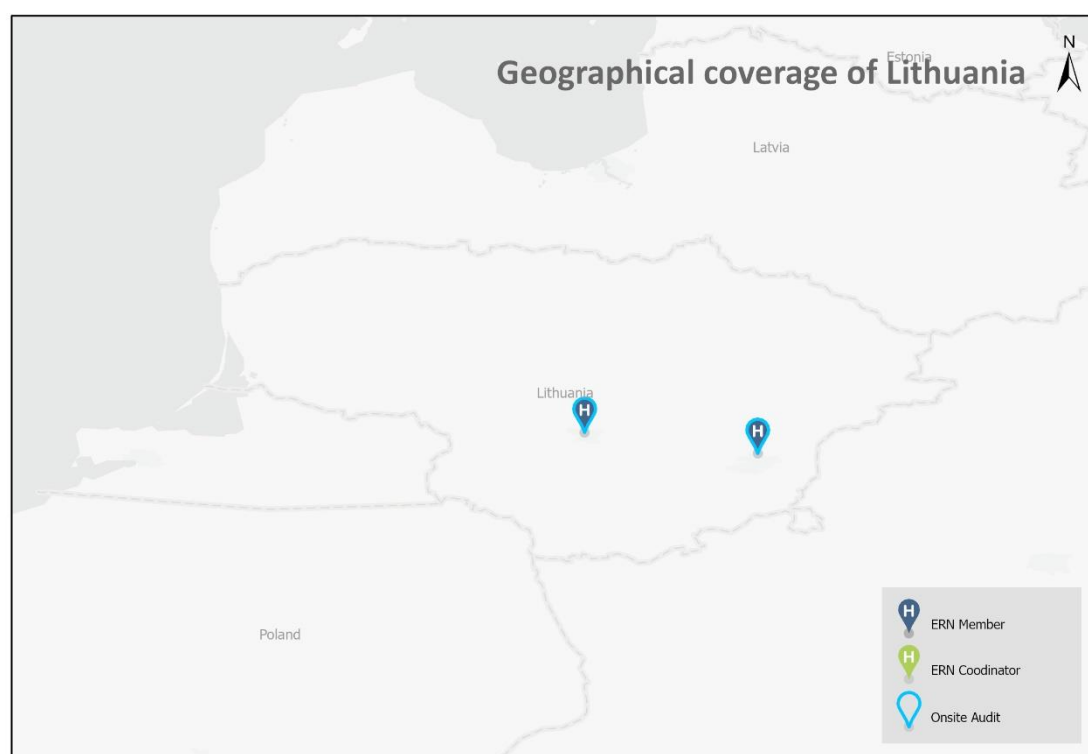 N
Estonia
Geographical coverage of Lithuania
Latvia
Lithuania
H
H
Poland
H ERN Member
H ERN Coodinator
Onsite Audit